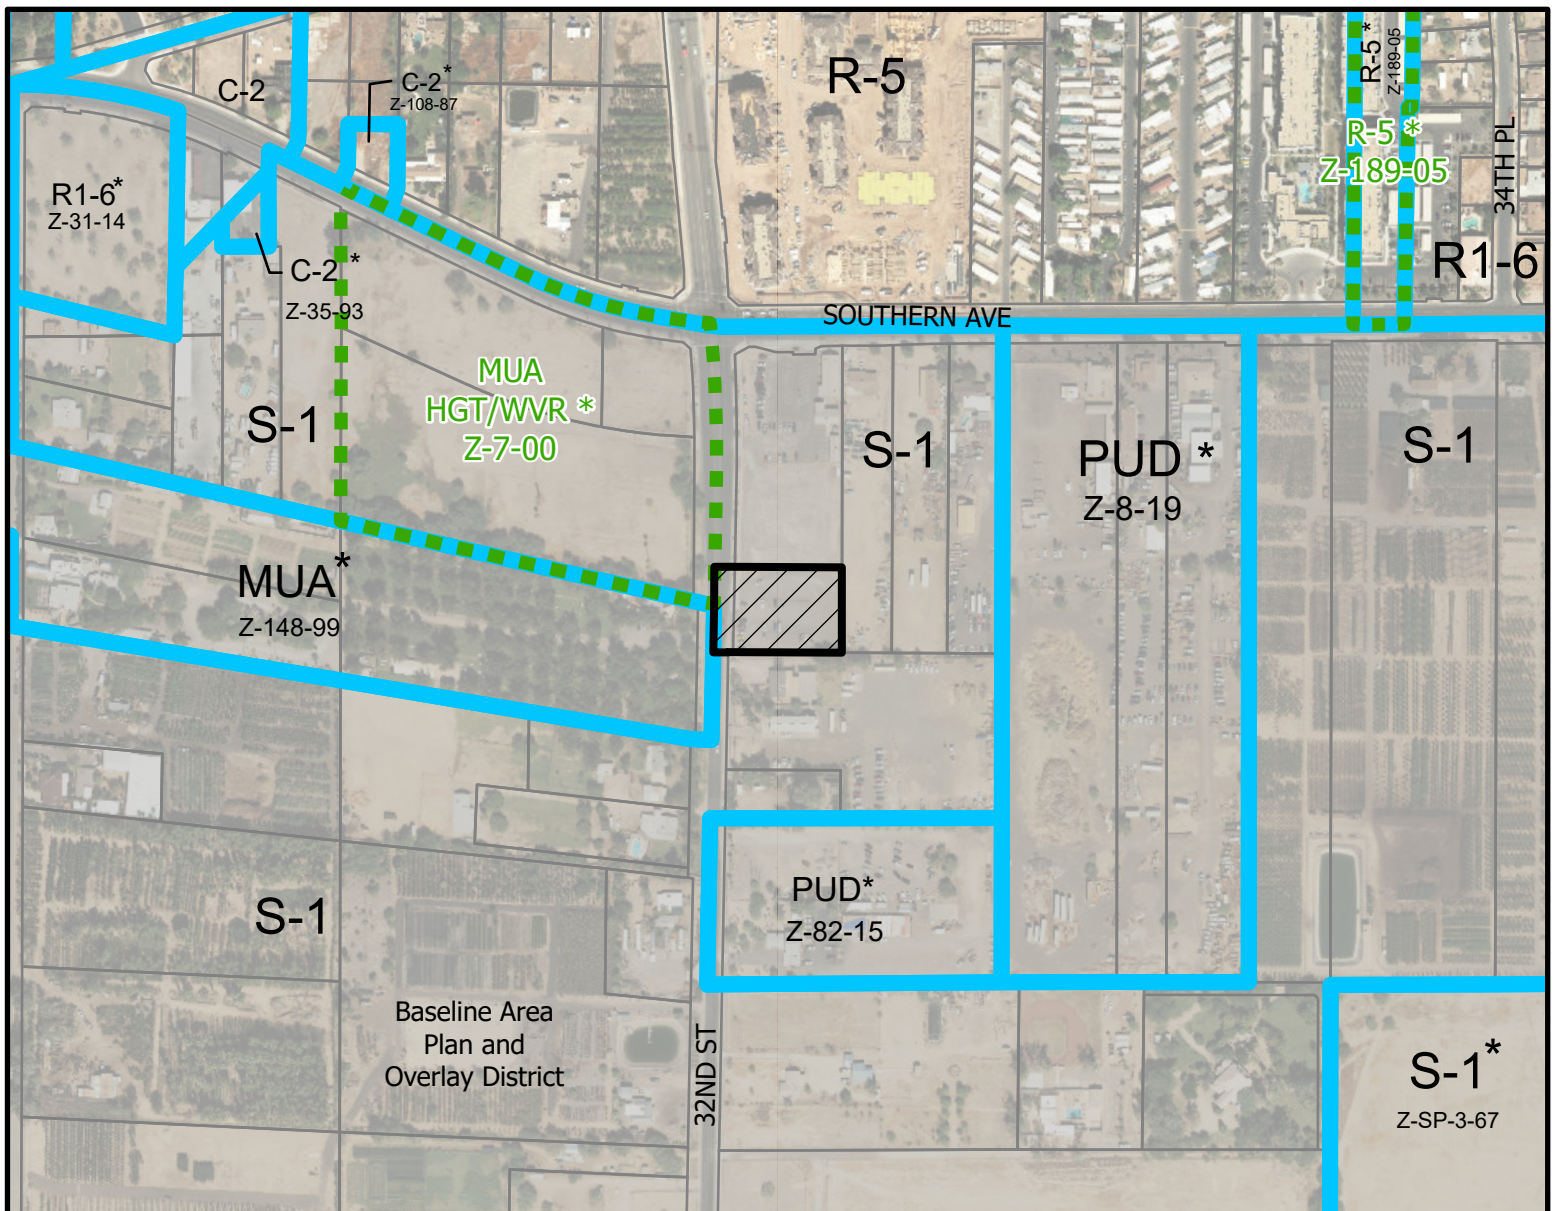 R-5
R-5 *
Z-189-05
C-2
C-2*
Z-108-87
R-5 *
Z-189-05
34TH PL
R1-6*
Z-31-14
R1-6
C-2 *
Z-35-93
SOUTHERN AVE
MUA
HGT/WVR *
Z-7-00
S-1
S-1
PUD *
Z-8-19
S-1
MUA*
Z-148-99
PUD*
Z-82-15
S-1
Baseline Area
Plan and
Overlay District
32ND ST
S-1*
Z-SP-3-67